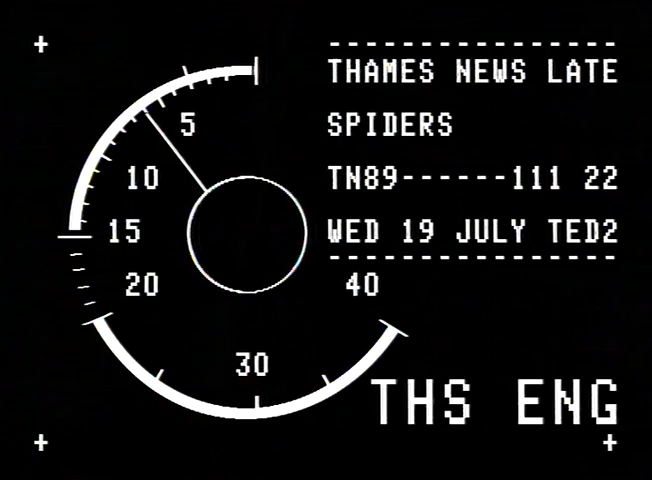 THAMES NEWS LATE
SPIDERS
TN89------111 22
WED 19 JULY TED2
5
10
15
20
30
40
THS ENG